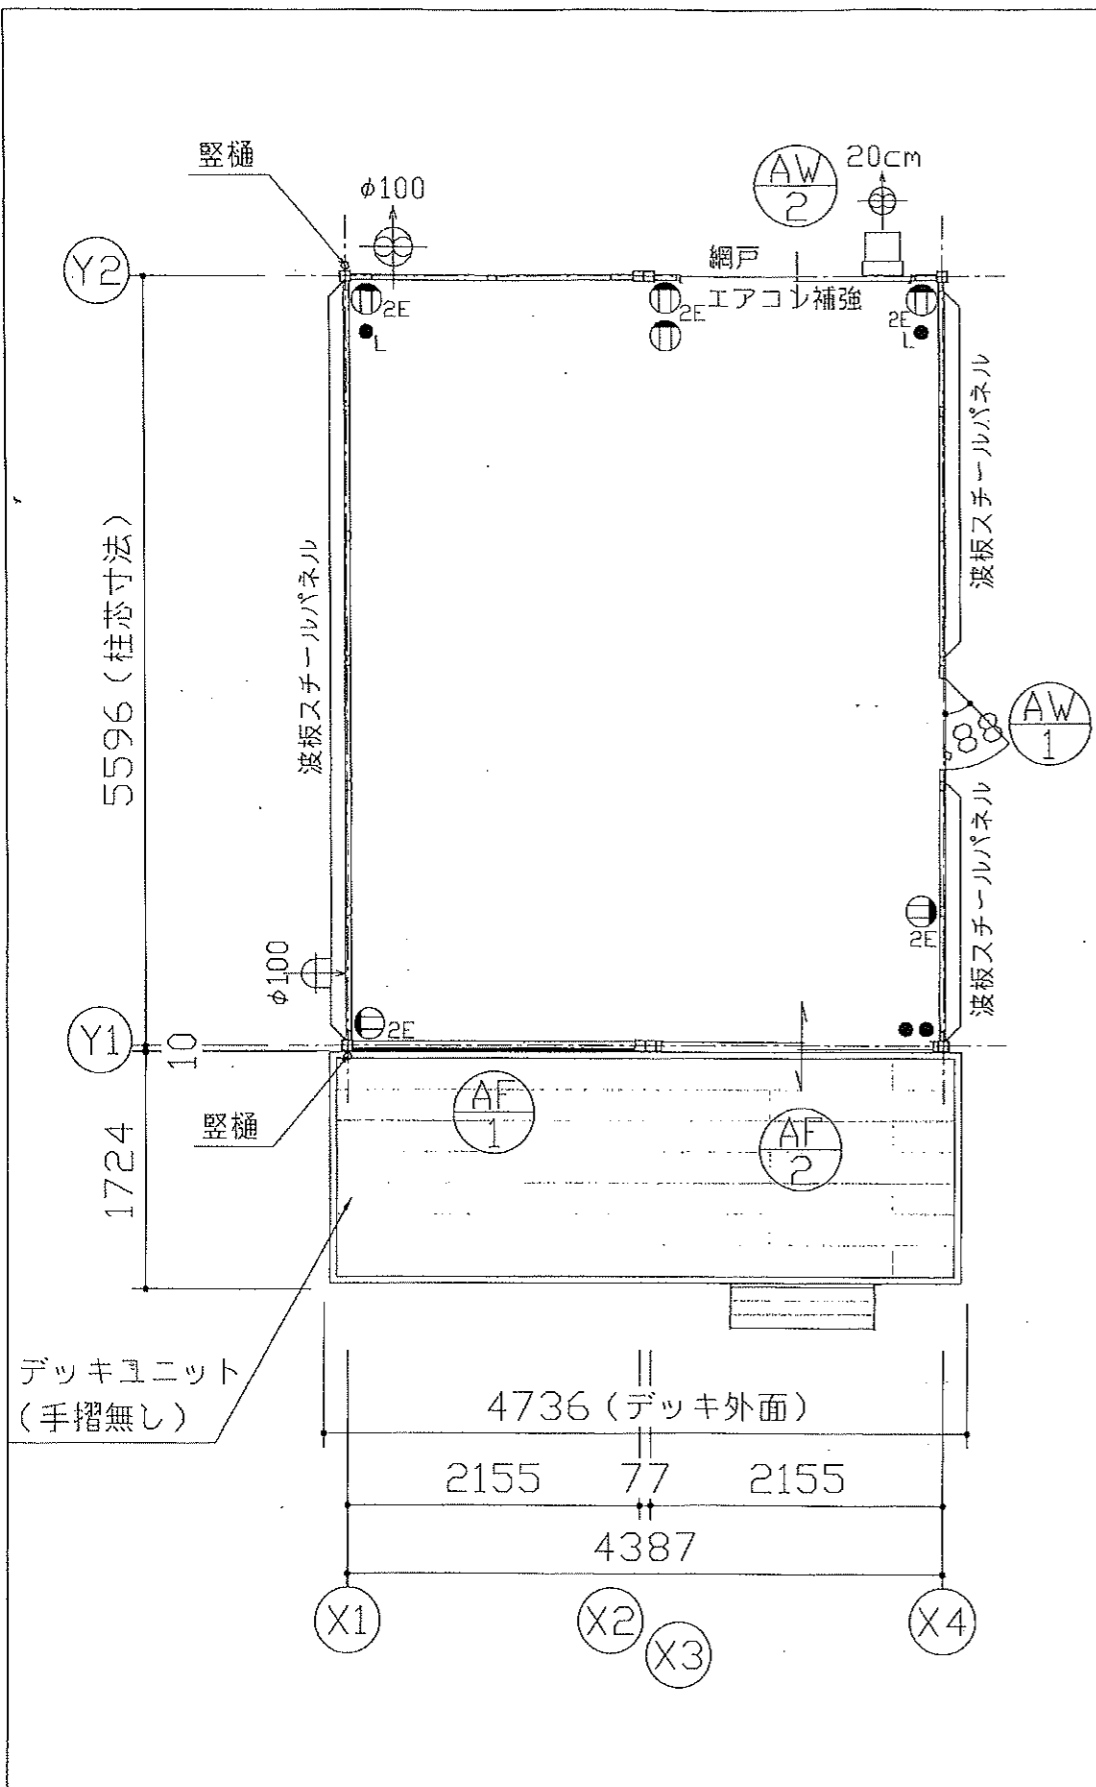 竪樋
φ100
AW
2
20cm
Y2
網戸
エアコン補強
2E
L
2E
2E
L
波板スチールパネル
5596(柱芯寸法)
波板スチールパネル
AW
1
88
波板スチールパネル
2E
φ100
2E
Y1
10
竪樋
AF
1
AF
2
1724
デッキユニット
(手摺無し)
4736(デッキ外面)
2155
77
2155
4387
X1
X2
X3
X4